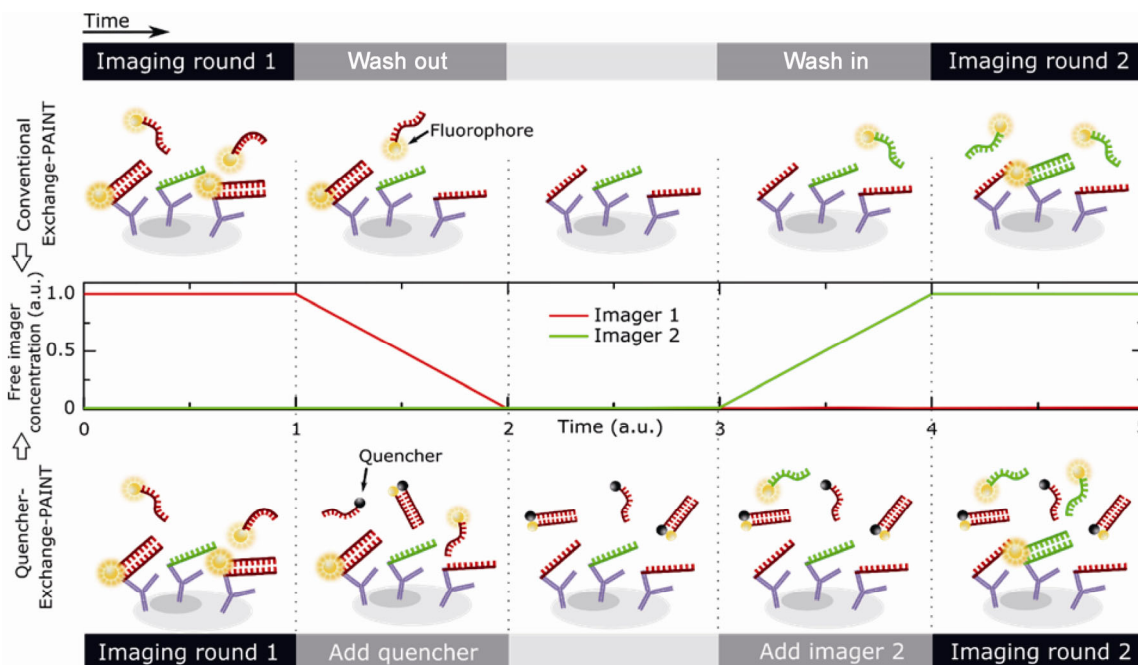 Time
Imaging round 1
Wash out
Wash in
Imaging round 2
Conventional
Exchange-PAINT
Fluorophore
Free imager
concentration (a.u.)
1.0
0.5
0
Imager 1
Imager 2
0
1
2
Time (a.u.)
3
4
Quencher-
Exchange-PAINT
Quencher
Imaging round 1
Add quencher
Add imager 2
Imaging round 2